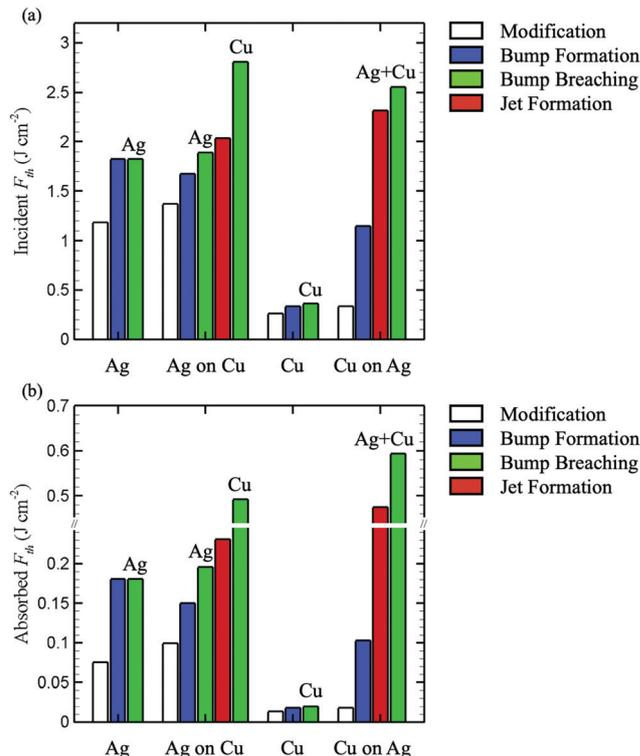 (a)
Incident F_th (J cm⁻²)
3
2.5
2
1.5
1
0.5
0
Ag
Ag
Cu
Cu
Ag+Cu
Ag
Ag on Cu
Cu
Cu on Ag
Modification
Bump Formation
Bump Breaching
Jet Formation
(b)
Absorbed F_th (J cm⁻²)
0.7
0.6
0.5
0.2
0.15
0.1
0.05
0
Ag
Ag
Cu
Cu
Ag+Cu
Ag
Ag on Cu
Cu
Cu on Ag
Modification
Bump Formation
Bump Breaching
Jet Formation